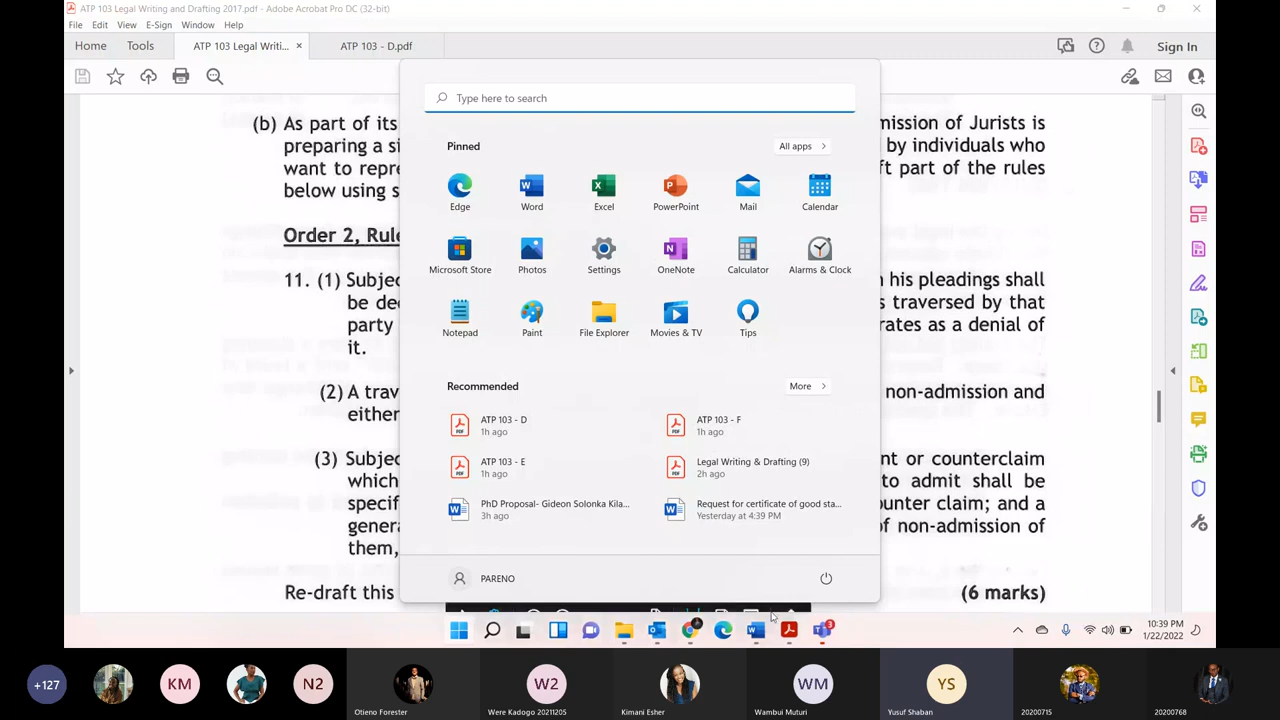 ATP 103 Legal Writing and Drafting 2017.pdf - Adobe Acrobat Pro DC (32-bit)
File Edit View E-Sign Window Help
Home Tools ATP 103 Legal Writi... × ATP 103 - D.pdf
Sign In
Type here to search
(b) As part of its
mission of Jurists is
preparing a si
by individuals who
want to repre
ft part of the rules
below using s
Pinned
All apps >
Edge Word Excel PowerPoint Mail Calendar
Order 2, Rul
Microsoft Store Photos Settings OneNote Calculator Alarms & Clock
11. (1) Subjec
n his pleadings shall
be dec
s traversed by that
party
rates as a denial of
it.
Notepad Paint File Explorer Movies & TV Tips
Recommended
More >
(2) A trav
non-admission and
either
ATP 103 - D
1h ago
ATP 103 - F
1h ago
ATP 103 - E
1h ago
Legal Writing & Drafting (9)
2h ago
PhD Proposal- Gideon Solonka Kila...
3h ago
Request for certificate of good sta...
Yesterday at 4:39 PM
(3) Subjec
nt or counterclaim
which
to admit shall be
specif
unter claim; and a
genera
of non-admission of
them,
PARENO
Re-draft this
(6 marks)
3
10:39 PM
1/22/2022
+127
KM
N2
W2
WM
YS
Otieno Forester
Were Kadogo 20211205
Kimani Esher
Wambui Muturi
Yusuf Shaban
20200715
20200768